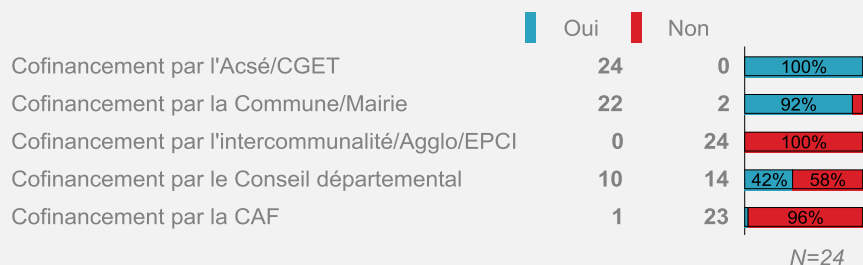 Oui Non
Cofinancement par l'Acsé/CGET 24 0 100%
Cofinancement par la Commune/Mairie 22 2 92%
Cofinancement par l'intercommunalité/Agglo/EPCI 0 24 100%
Cofinancement par le Conseil départemental 10 14 42% 58%
Cofinancement par la CAF 1 23 96%
N=24